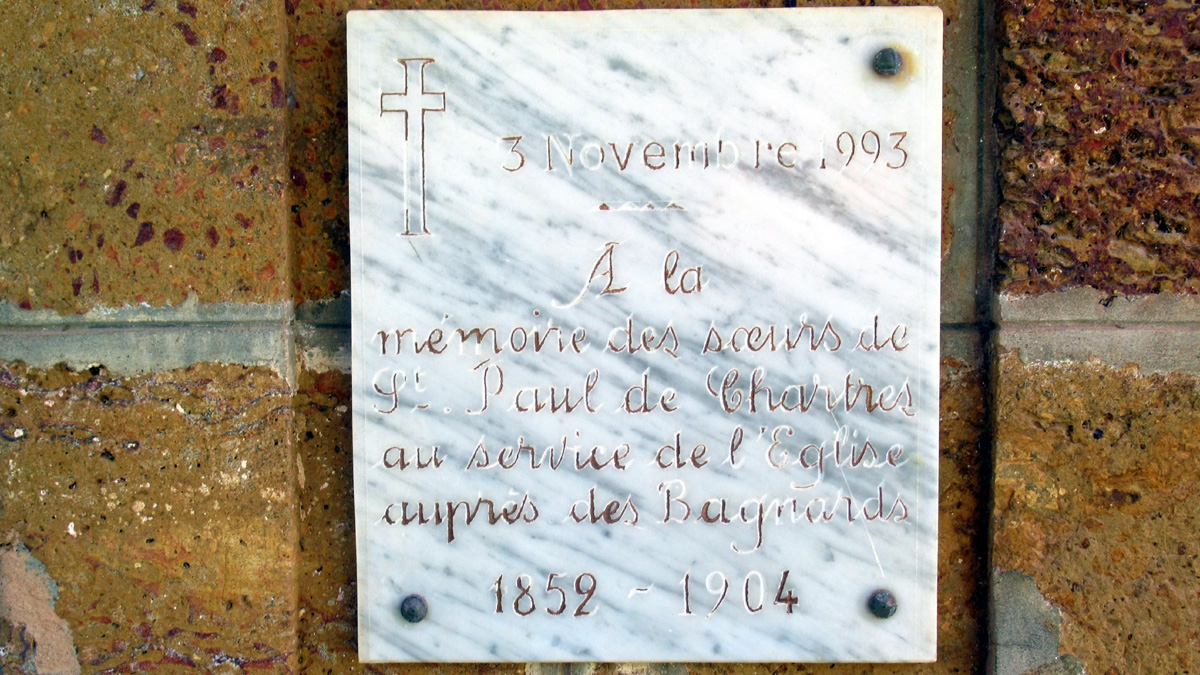 3 Novembre 1993
A la
mémoire des sœurs de
St. Paul de Chartres
au service de l'Eglise
auprès des Bagnards
1852 - 1904